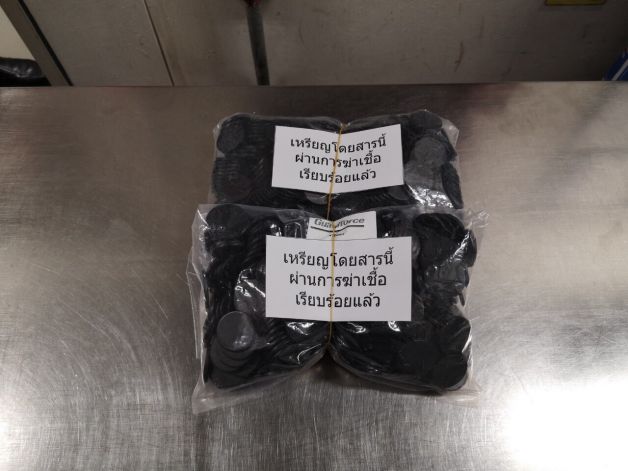 เหรียญโดยสารนี้
ผ่านการฆ่าเชื้อ
เรียบร้อยแล้ว
Guardforce
เหรียญโดยสารนี้
ผ่านการฆ่าเชื้อ
เรียบร้อยแล้ว